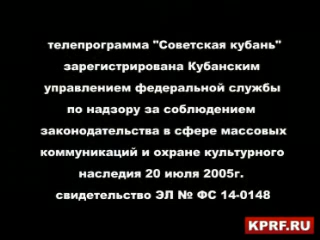 телепрограмма "Советская кубань"
зарегистрирована Кубанским
управлением федеральной службы
по надзору за соблюдением
законодательства в сфере массовых
коммуникаций и охране культурного
наследия 20 июля 2005г.
свидетельство ЭЛ № ФС 14-0148
KPRF.RU